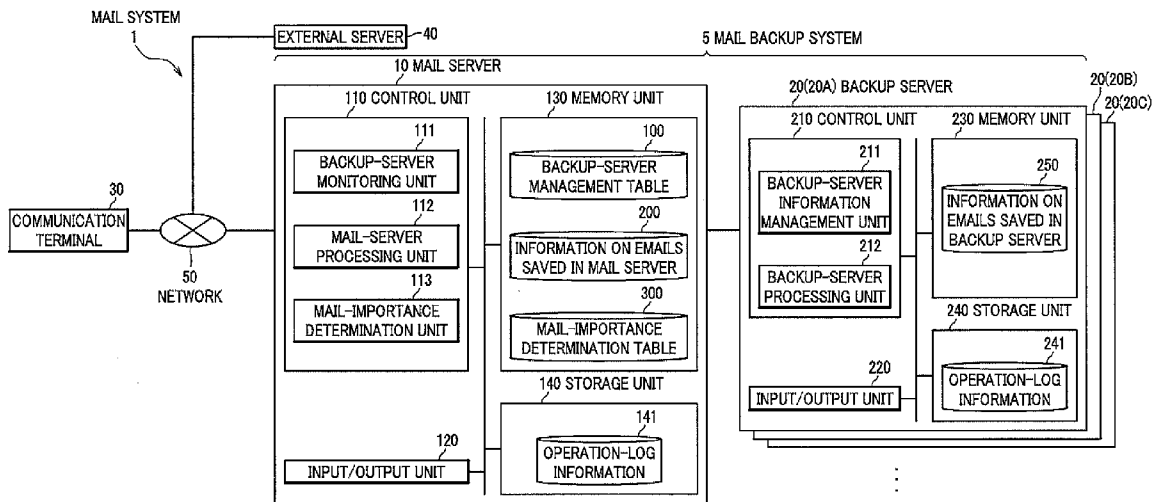 MAIL SYSTEM
1
EXTERNAL SERVER
40
5 MAIL BACKUP SYSTEM
10 MAIL SERVER
110 CONTROL UNIT
111
BACKUP-SERVER
MONITORING UNIT
112
MAIL-SERVER
PROCESSING UNIT
113
MAIL-IMPORTANCE
DETERMINATION UNIT
130 MEMORY UNIT
100
BACKUP-SERVER
MANAGEMENT TABLE
200
INFORMATION ON EMAILS
SAVED IN MAIL SERVER
300
MAIL-IMPORTANCE
DETERMINATION TABLE
140 STORAGE UNIT
141
OPERATION-LOG
INFORMATION
120
INPUT/OUTPUT UNIT
30
COMMUNICATION
TERMINAL
50
NETWORK
20(20A) BACKUP SERVER
20(20B)
20(20C)
210 CONTROL UNIT
211
BACKUP-SERVER
INFORMATION
MANAGEMENT UNIT
212
BACKUP-SERVER
PROCESSING UNIT
230 MEMORY UNIT
250
INFORMATION ON
EMAILS SAVED IN
BACKUP SERVER
240 STORAGE UNIT
241
OPERATION-LOG
INFORMATION
220
INPUT/OUTPUT UNIT